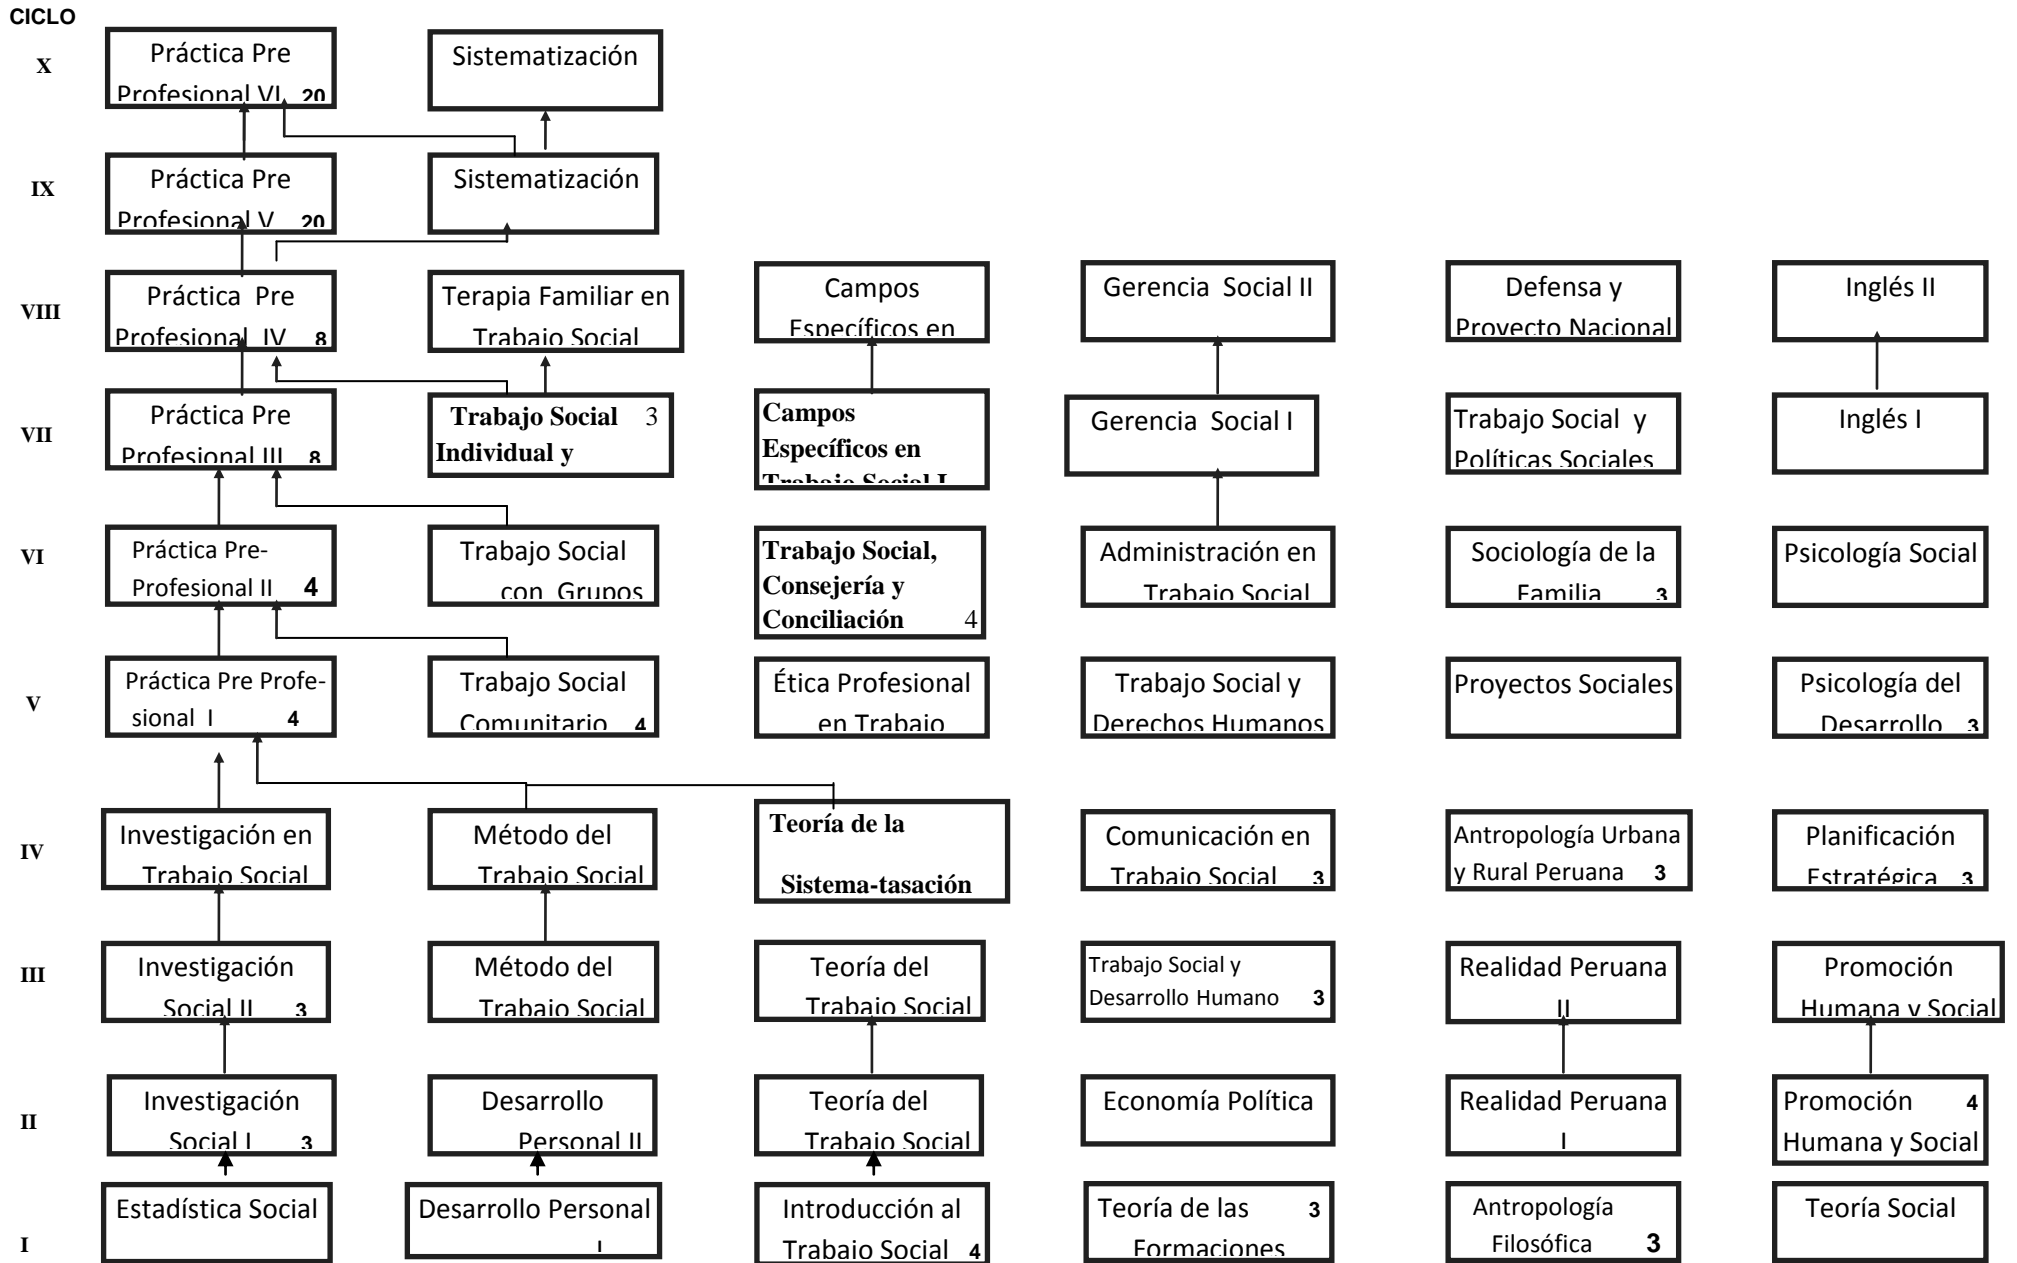 CICLO
X
Práctica Pre
Profesional VI 20
Sistematización
IX
Práctica Pre
Profesional V 20
Sistematización
VIII
Práctica Pre
Profesional IV 8
Terapia Familiar en
Trabajo Social
Campos
Específicos en
Gerencia Social II
Defensa y
Proyecto Nacional
Inglés II
VII
Práctica Pre
Profesional III 8
Trabajo Social 3
Individual y
Campos
Específicos en
Trabajo Social I
Gerencia Social I
Trabajo Social y
Políticas Sociales
Inglés I
VI
Práctica Pre-
Profesional II 4
Trabajo Social
con Grupos
Trabajo Social,
Consejería y
Conciliación 4
Administración en
Trabajo Social
Sociología de la
Familia 3
Psicología Social
V
Práctica Pre Profe-
sional I 4
Trabajo Social
Comunitario 4
Ética Profesional
en Trabajo
Trabajo Social y
Derechos Humanos
Proyectos Sociales
Psicología del
Desarrollo 3
IV
Investigación en
Trabajo Social
Método del
Trabajo Social
Teoría de la
Sistema-tasación
Comunicación en
Trabajo Social 3
Antropología Urbana
y Rural Peruana 3
Planificación
Estratégica 3
III
Investigación
Social II 3
Método del
Trabajo Social
Teoría del
Trabajo Social
Trabajo Social y
Desarrollo Humano 3
Realidad Peruana
II
Promoción
Humana y Social
II
Investigación
Social I 3
Desarrollo
Personal II
Teoría del
Trabajo Social
Economía Política
Realidad Peruana
I
Promoción 4
Humana y Social
I
Estadística Social
Desarrollo Personal
I
Introducción al
Trabajo Social 4
Teoría de las 3
Formaciones
Antropología
Filosófica 3
Teoría Social